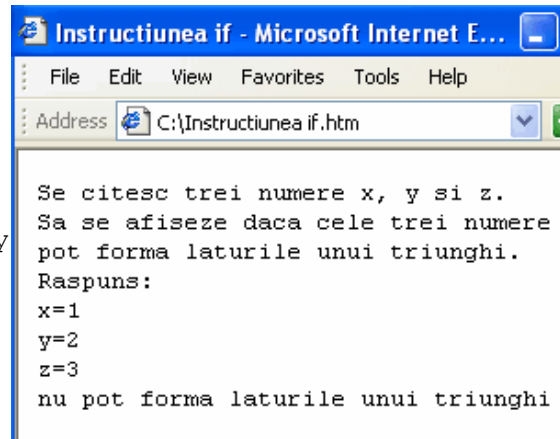 Instructiunea if - Microsoft Internet E...
File Edit View Favorites Tools Help
Address C:\Instructiunea if.htm
Se citesc trei numere x, y si z.
Sa se afiseze daca cele trei numere
y
pot forma laturile unui triunghi.
Raspuns:
x=1
y=2
z=3
nu pot forma laturile unui triunghi